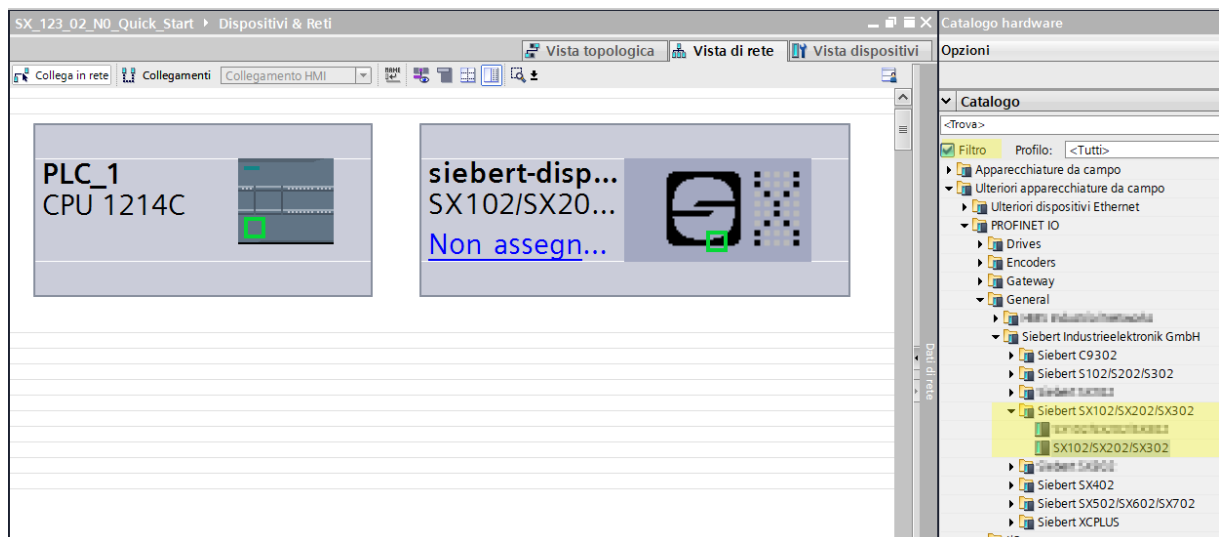 SX_123_02_N0_Quick_Start ▸ Dispositivi & Reti
Vista topologica
Vista di rete
Vista dispositivi
Collega in rete
Collegamenti
Collegamento HMI
PLC_1
CPU 1214C
siebert-disp...
SX102/SX20...
Non assegn...
Dati di rete
Catalogo hardware
Opzioni
Catalogo
<Trova>
Filtro
Profilo:
<Tutti>
Apparecchiature da campo
Ulteriori apparecchiature da campo
Ulteriori dispositivi Ethernet
PROFINET IO
Drives
Encoders
Gateway
General
Siebert Industrieelektronik GmbH
Siebert C9302
Siebert S102/S202/S302
Siebert SX102/SX202/SX302
SX102/SX202/SX302
Siebert SX402
Siebert SX502/SX602/SX702
Siebert XCPLUS